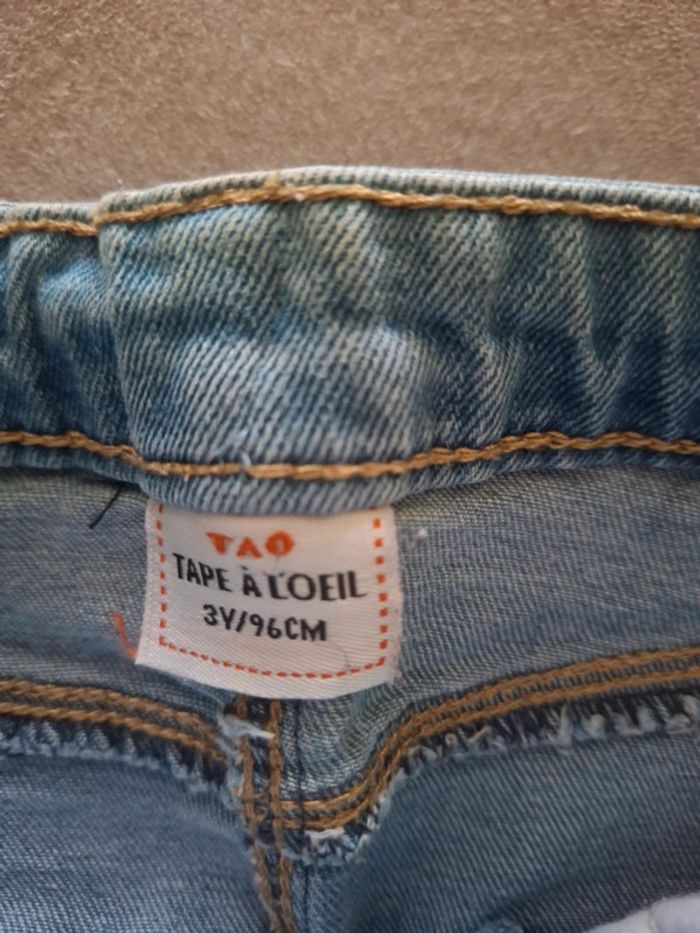 TAO
TAPE À L'OEIL
3Y/96CM